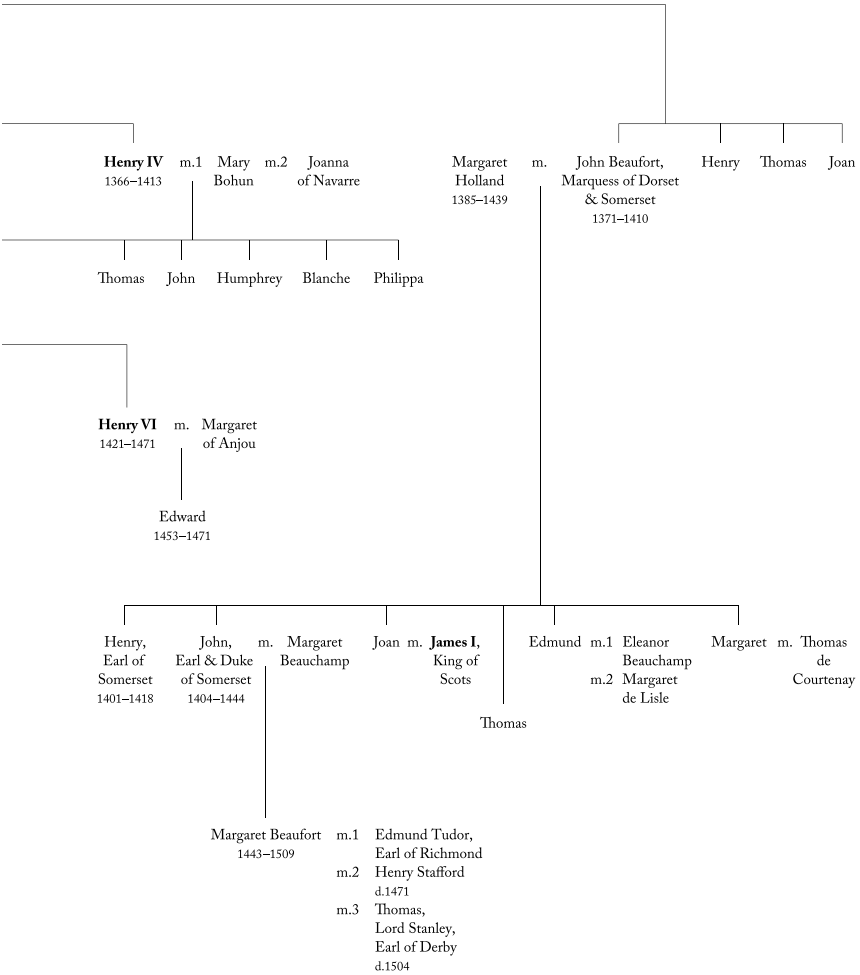 Henry IV m.1 Mary m.2 Joanna
1366–1413 Bohun of Navarre
Margaret m. John Beaufort, Henry Thomas Joan
Holland Marquess of Dorset
1385–1439 & Somerset
1371–1410
Thomas John Humphrey Blanche Philippa
Henry VI m. Margaret
1421–1471 of Anjou
Edward
1453–1471
Henry,
Earl of
Somerset
1401–1418
John, m. Margaret
Earl & Duke Beauchamp
of Somerset
1404–1444
Joan m. James I,
King of
Scots
Thomas
Edmund m.1 Eleanor
Beauchamp
m.2 Margaret
de Lisle
Margaret m. Thomas
de
Courtenay
Margaret Beaufort m.1 Edmund Tudor,
1443–1509 Earl of Richmond
m.2 Henry Stafford
d.1471
m.3 Thomas,
Lord Stanley,
Earl of Derby
d.1504